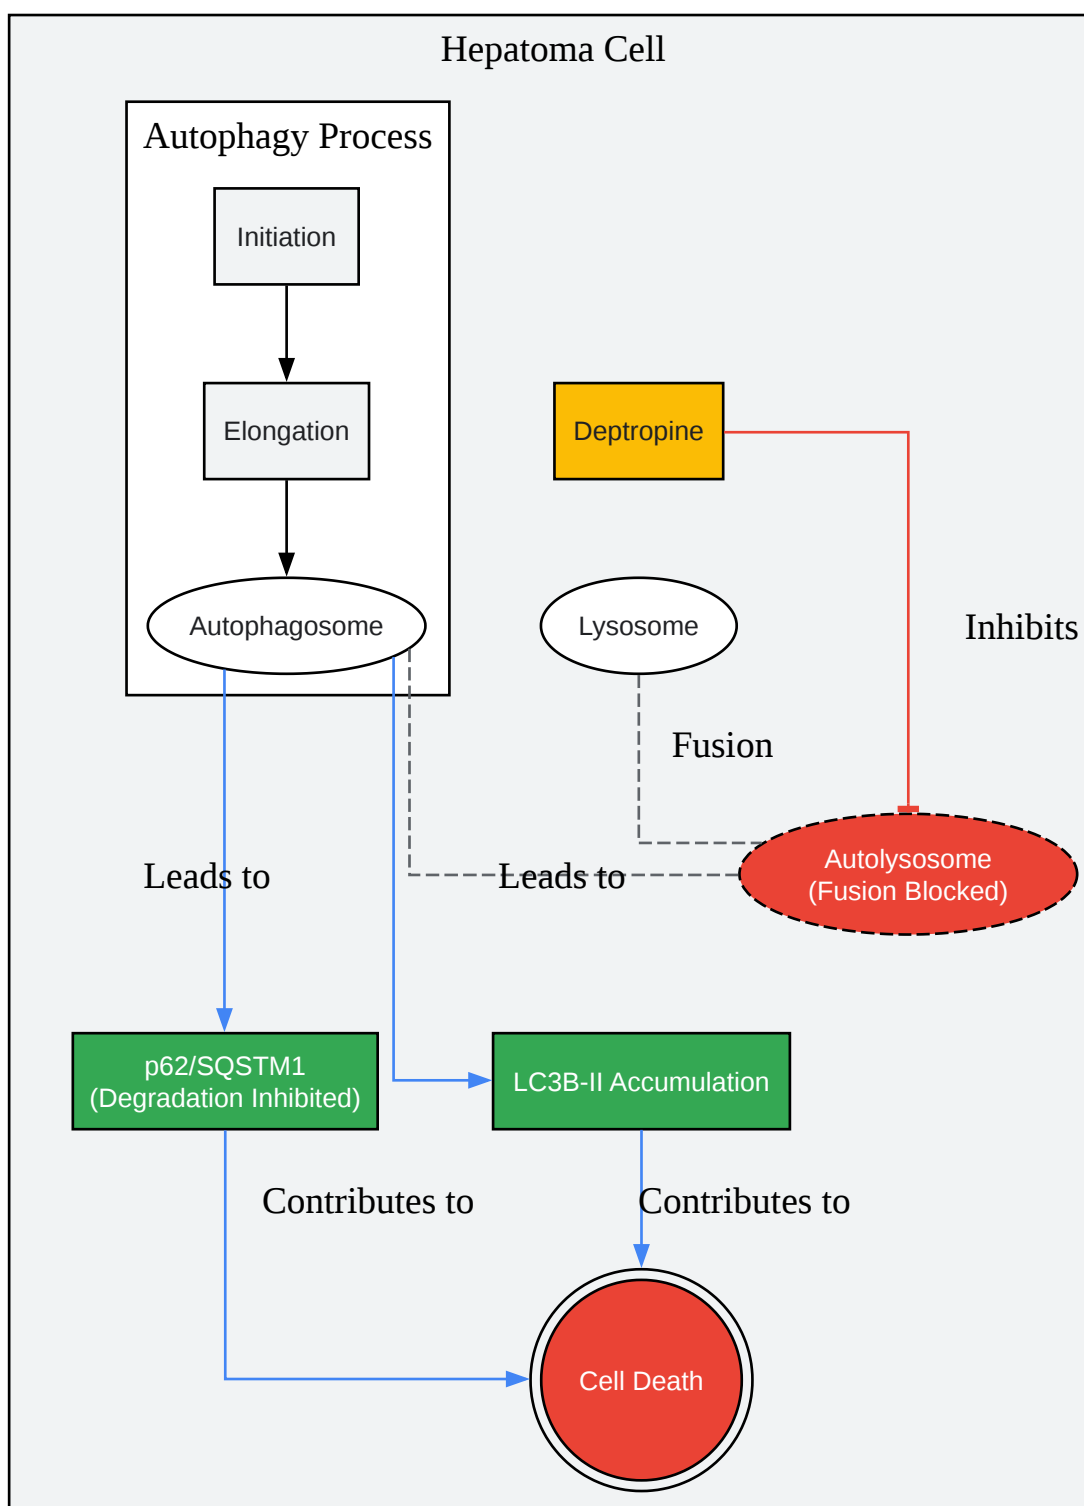 Hepatoma Cell
Autophagy Process
Initiation
Elongation
Deptropine
Autophagosome
Lysosome
Inhibits
Fusion
Autolysosome
(Fusion Blocked)
Leads to
Leads to
p62/SQSTM1
(Degradation Inhibited)
LC3B-II Accumulation
Contributes to
Contributes to
Cell Death